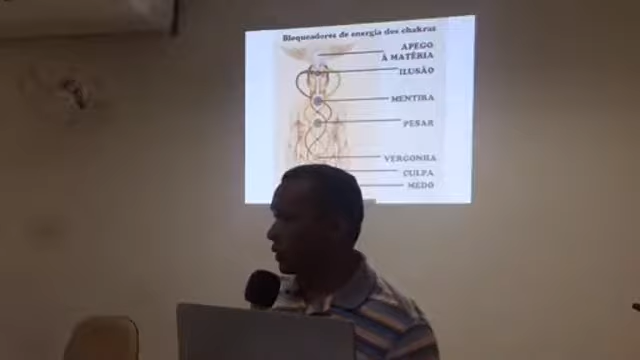 Bloqueadores de energia dos chakras
APEGO
À MATÉRIA
ILUSÃO
MENTIRA
PESAR
VERGONHA
CULPA
MEDO